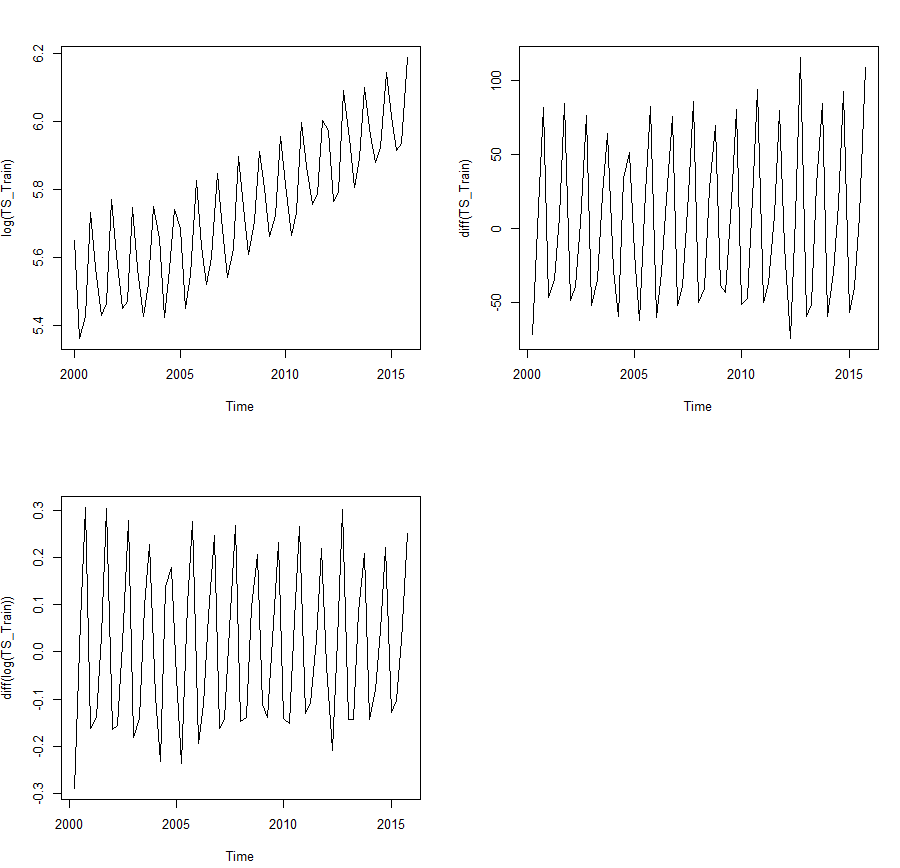 log(TS_Train)
6.2
6.0
5.8
5.6
5.4
2000 2005 2010 2015
Time
diff(TS_Train)
100
50
0
-50
2000 2005 2010 2015
Time
diff(log(TS_Train))
0.3
0.2
0.1
0.0
-0.1
-0.2
-0.3
2000 2005 2010 2015
Time